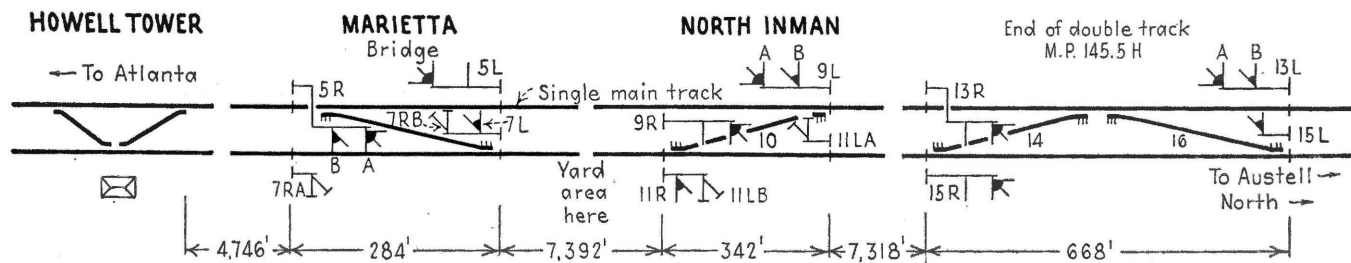 HOWELL TOWER
MARIETTA
Bridge
NORTH INMAN
End of double track
M.P. 145.5 H
← To Atlanta
5R
5L
A B
9L
A B
13L
Single main track
7RB
7L
9R
10
11LA
13R
14
16
15L
B A
7RA
Yard
area
here
11R
11LB
15R
To Austell →
North →
4,746'
284'
7,392'
342'
7,318'
668'